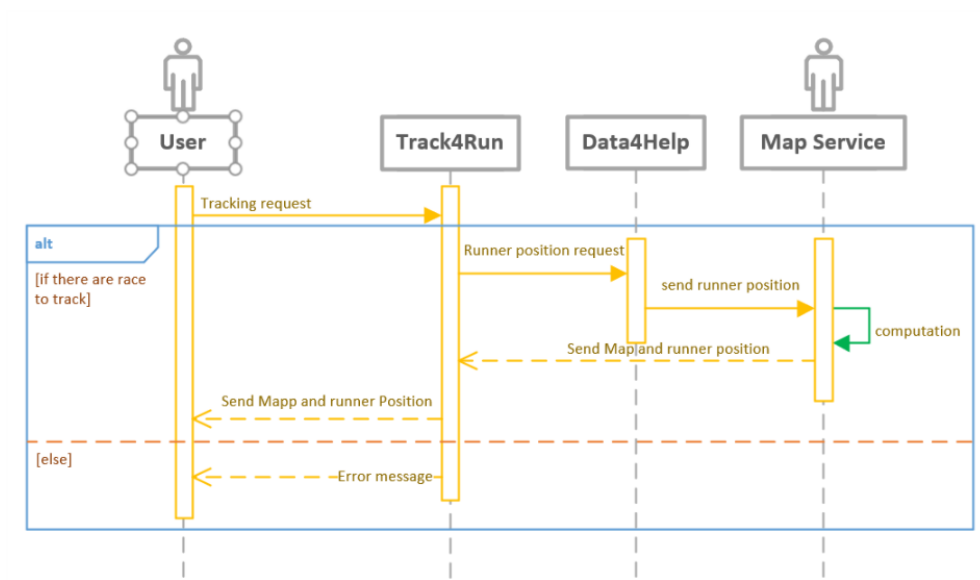 User
Track4Run
Data4Help
Map Service
Tracking request
alt
[if there are race
to track]
Runner position request
send runner position
computation
Send Map and runner position
Send Mapp and runner Position
[else]
Error message